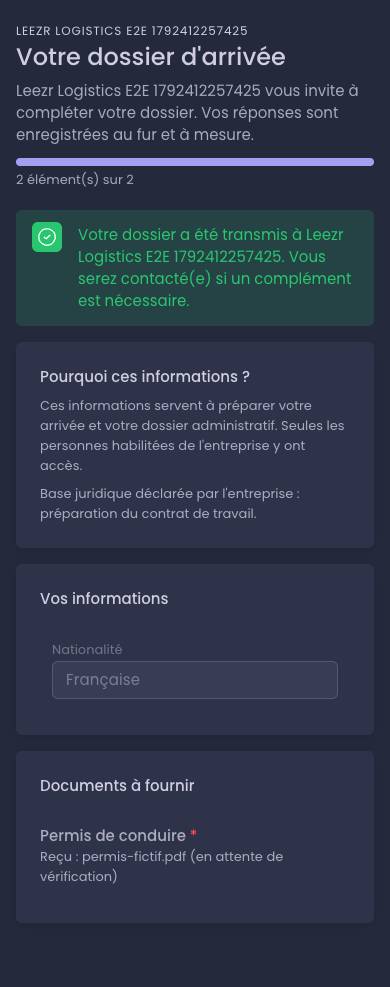 LEEZR LOGISTICS E2E 1792412257425
Votre dossier d'arrivée
Leezr Logistics E2E 1792412257425 vous invite à
compléter votre dossier. Vos réponses sont
enregistrées au fur et à mesure.
2 élément(s) sur 2
Votre dossier a été transmis à Leezr
Logistics E2E 1792412257425. Vous
serez contacté(e) si un complément
est nécessaire.
Pourquoi ces informations ?
Ces informations servent à préparer votre
arrivée et votre dossier administratif. Seules les
personnes habilitées de l'entreprise y ont
accès.
Base juridique déclarée par l'entreprise :
préparation du contrat de travail.
Vos informations
Nationalité
Française
Documents à fournir
Permis de conduire *
Reçu : permis-fictif.pdf (en attente de
vérification)